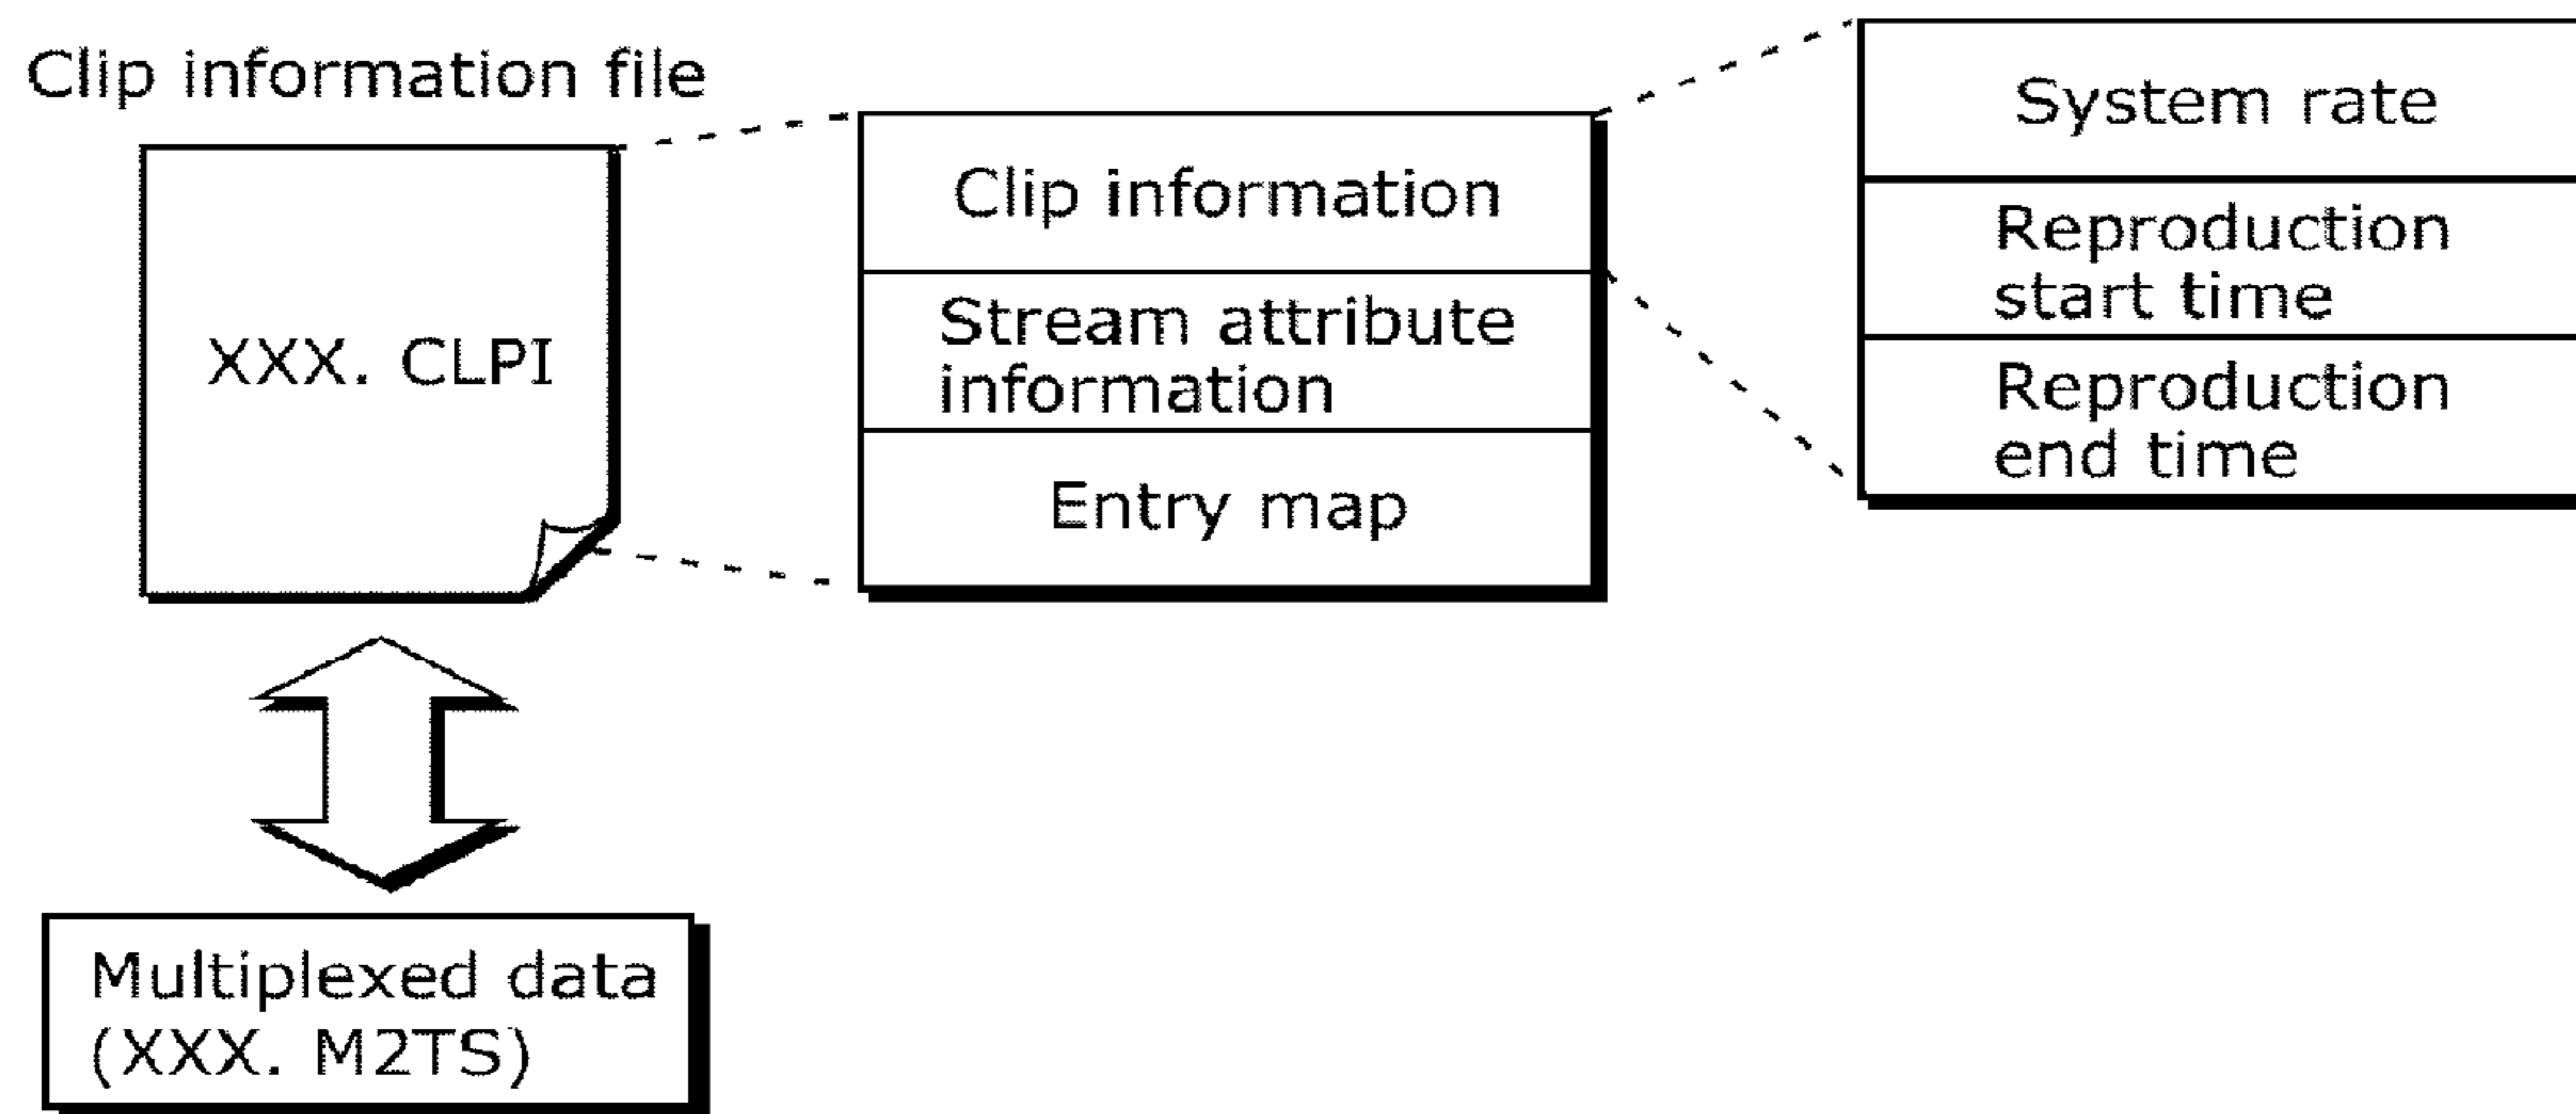 Clip information file
XXX. CLPI
Clip information
Stream attribute
information
Entry map
System rate
Reproduction
start time
Reproduction
end time
Multiplexed data
(XXX. M2TS)